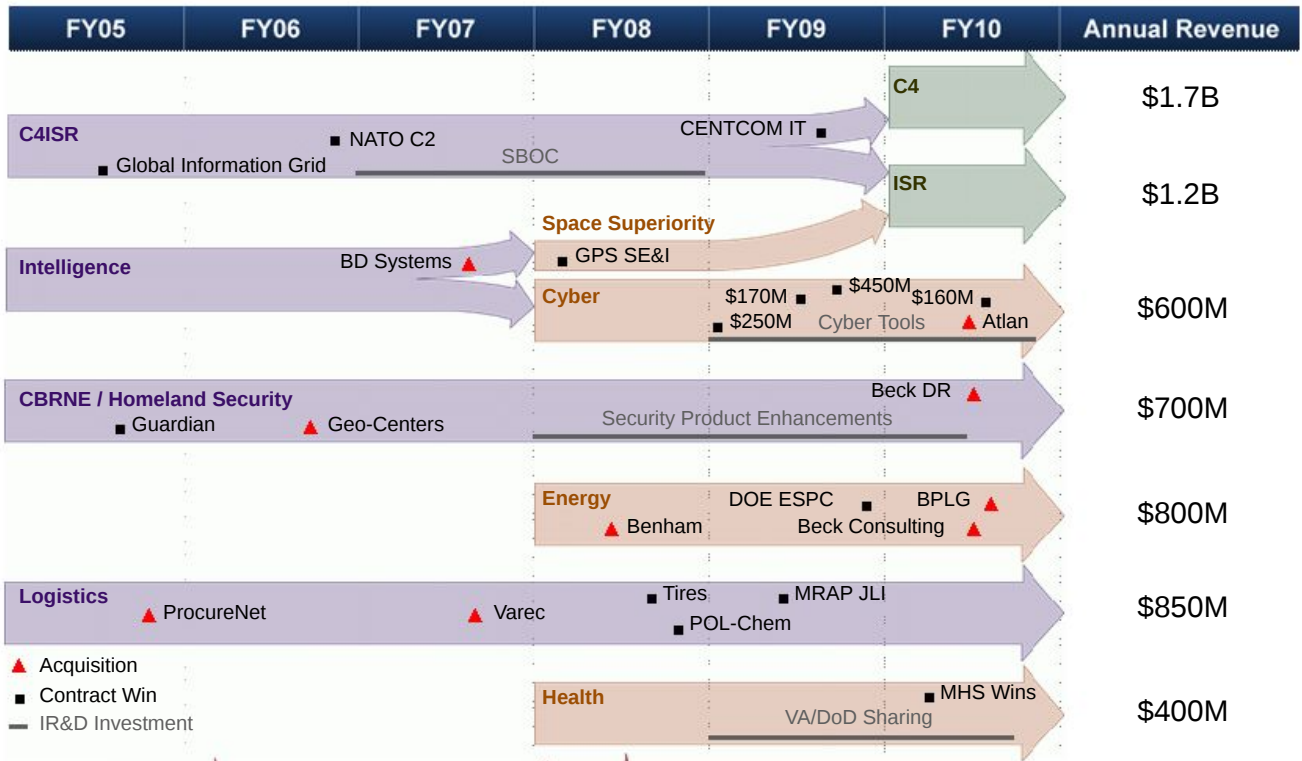 FY05 FY06 FY07 FY08 FY09 FY10 Annual Revenue
C4
$1.7B
C4ISR
NATO C2
CENTCOM IT
Global Information Grid
SBOC
ISR
$1.2B
Space Superiority
Intelligence
BD Systems
GPS SE&I
Cyber
$170M
$450M
$160M
$250M
Cyber Tools
Atlan
$600M
CBRNE / Homeland Security
Guardian
Geo-Centers
Security Product Enhancements
Beck DR
$700M
Energy
DOE ESPC
BPLG
Benham
Beck Consulting
$800M
Logistics
ProcureNet
Varec
Tires
MRAP JLI
POL-Chem
$850M
Acquisition
Contract Win
IR&D Investment
Health
MHS Wins
VA/DoD Sharing
$400M